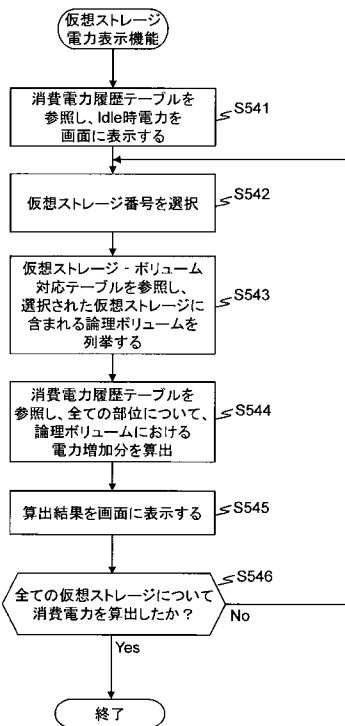 仮想ストレージ
電力表示機能
消費電力履歴テーブルを
参照し、Idle時電力を
画面に表示する
S541
仮想ストレージ番号を選択
S542
仮想ストレージ - ボリューム
対応テーブルを参照し、
選択された仮想ストレージに
含まれる論理ボリュームを
列挙する
S543
消費電力履歴テーブルを
参照し、全ての部位について、
論理ボリュームにおける
電力増加分を算出
S544
算出結果を画面に表示する
S545
全ての仮想ストレージについて
消費電力を算出したか？
S546
No
Yes
終了